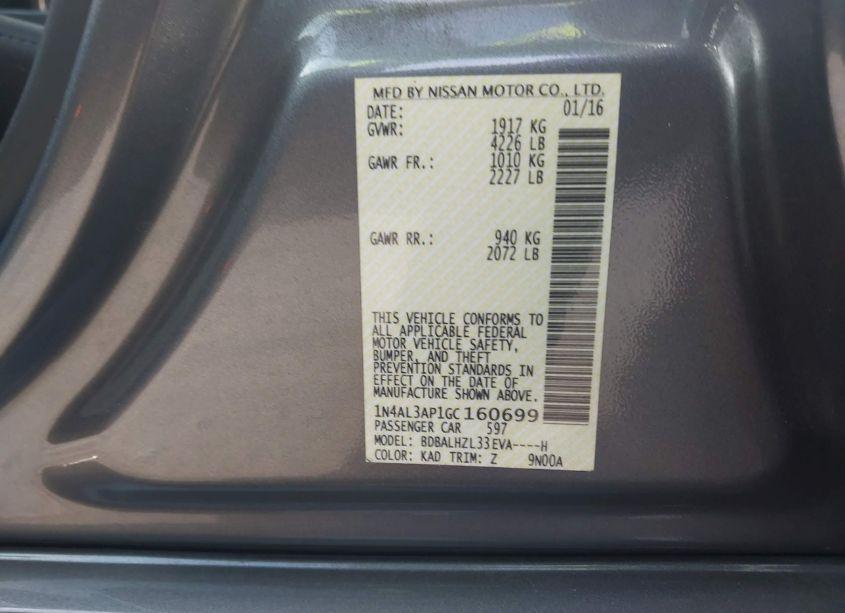 MFD BY NISSAN MOTOR CO., LTD.
DATE: 01/16
GVWR: 1917 KG
4226 LB
GAWR FR.: 1010 KG
2227 LB
GAWR RR.: 940 KG
2072 LB
THIS VEHICLE CONFORMS TO
ALL APPLICABLE FEDERAL
MOTOR VEHICLE SAFETY,
BUMPER, AND THEFT
PREVENTION STANDARDS IN
EFFECT ON THE DATE OF
MANUFACTURE SHOWN ABOVE.
1N4AL3AP1GC160699
PASSENGER CAR 597
MODEL: BDBALHZL33EVA----H
COLOR: KAD TRIM: Z 9N00A